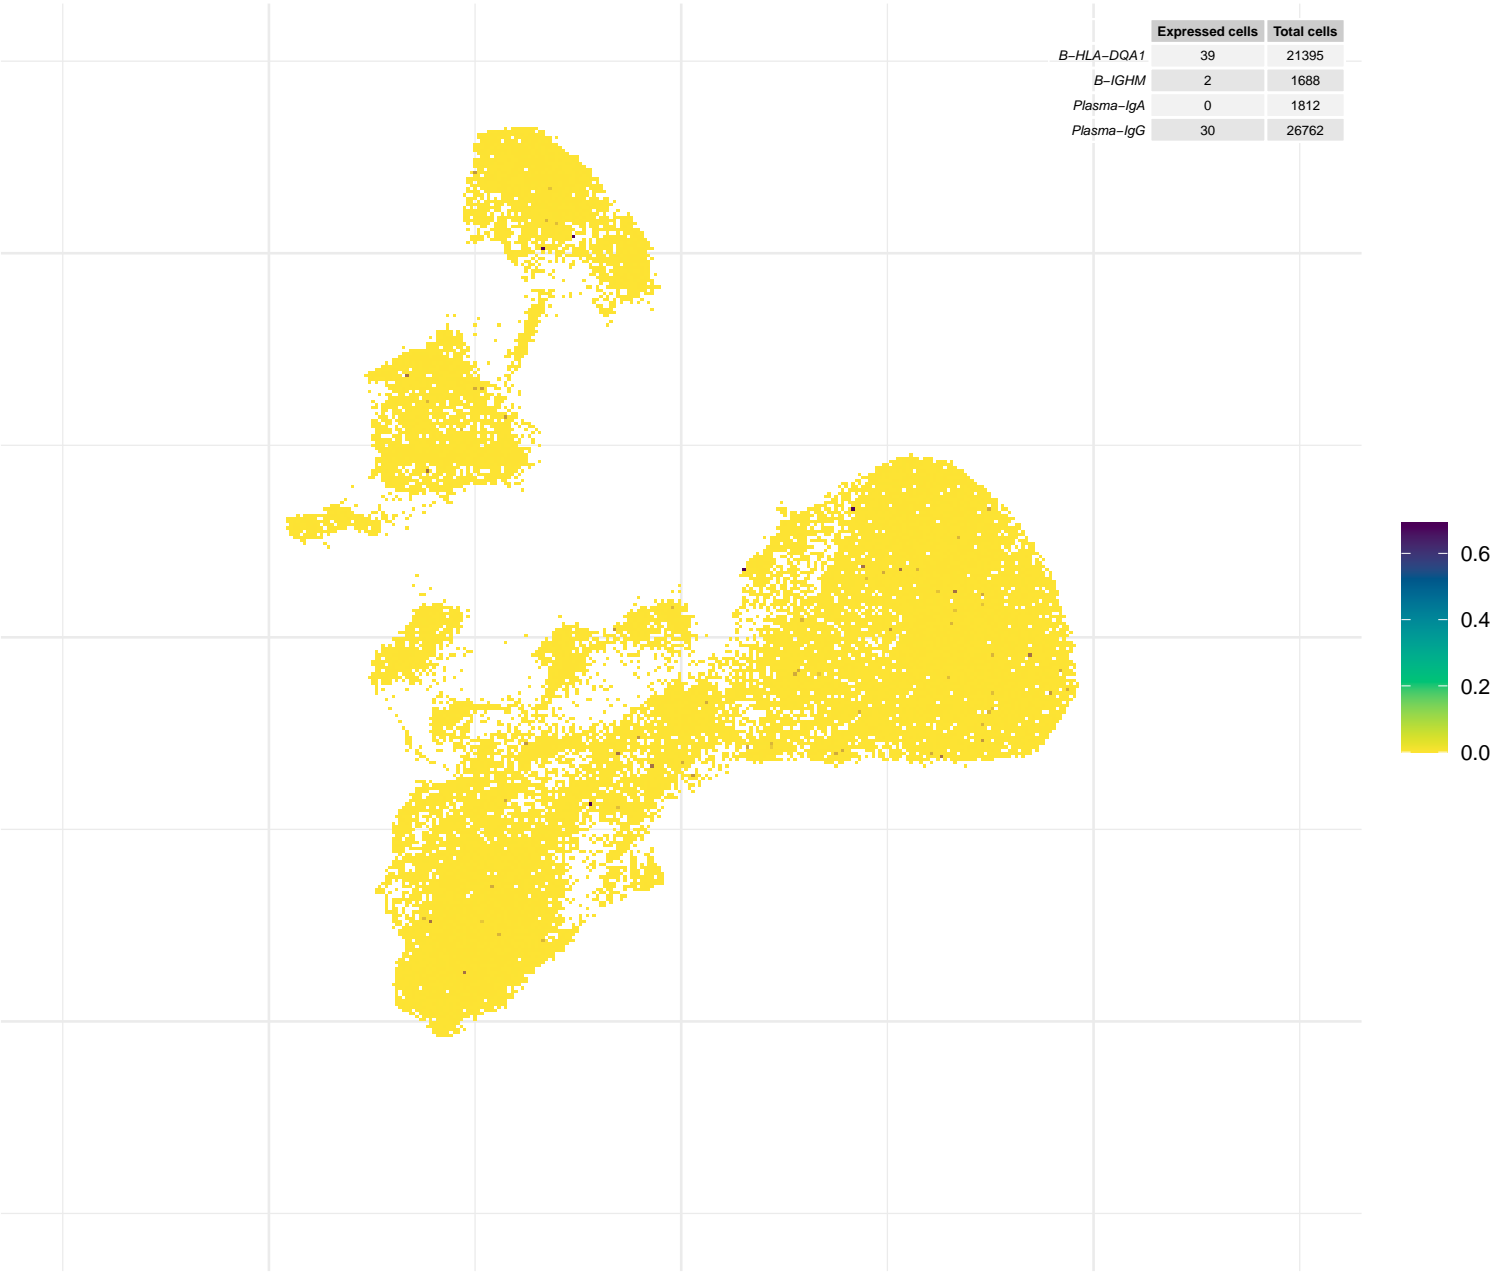 Expressed cells Total cells
B−HLA−DQA1 39 21395
B−IGHM 2 1688
Plasma−IgA 0 1812
Plasma−IgG 30 26762
0.6
0.4
0.2
0.0